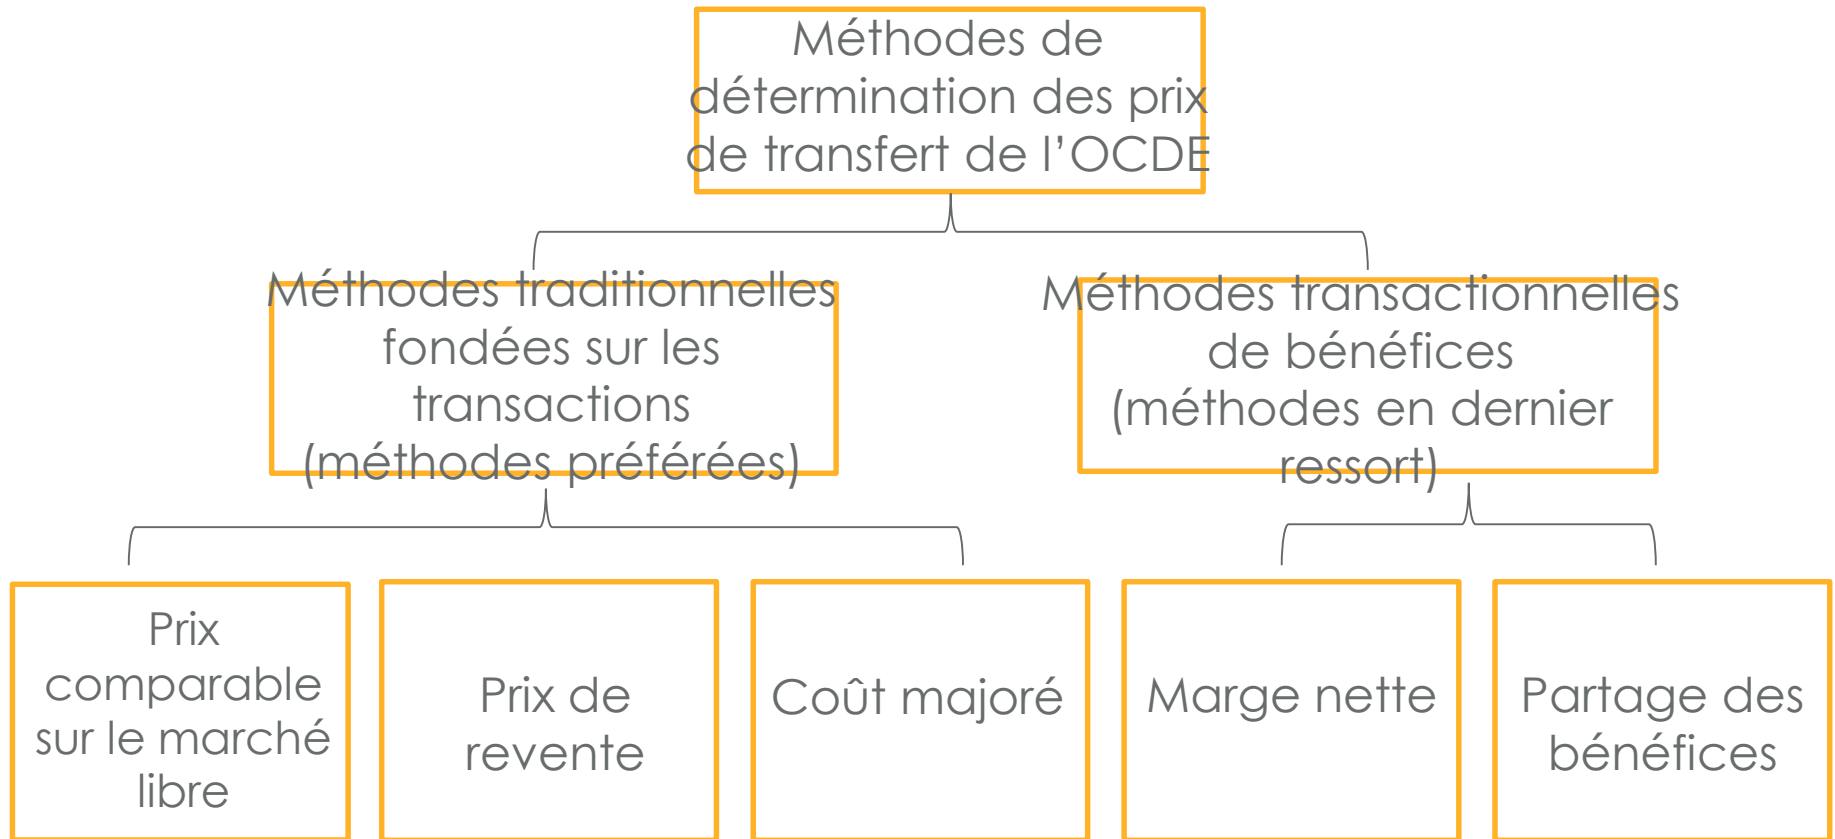 Méthodes de
détermination des prix
de transfert de l’OCDE
Méthodes traditionnelles
fondées sur les
transactions
(méthodes préférées)
Méthodes transactionnelles
de bénéfices
(méthodes en dernier
ressort)
Prix
comparable
sur le marché
libre
Prix de
revente
Coût majoré
Marge nette
Partage des
bénéfices